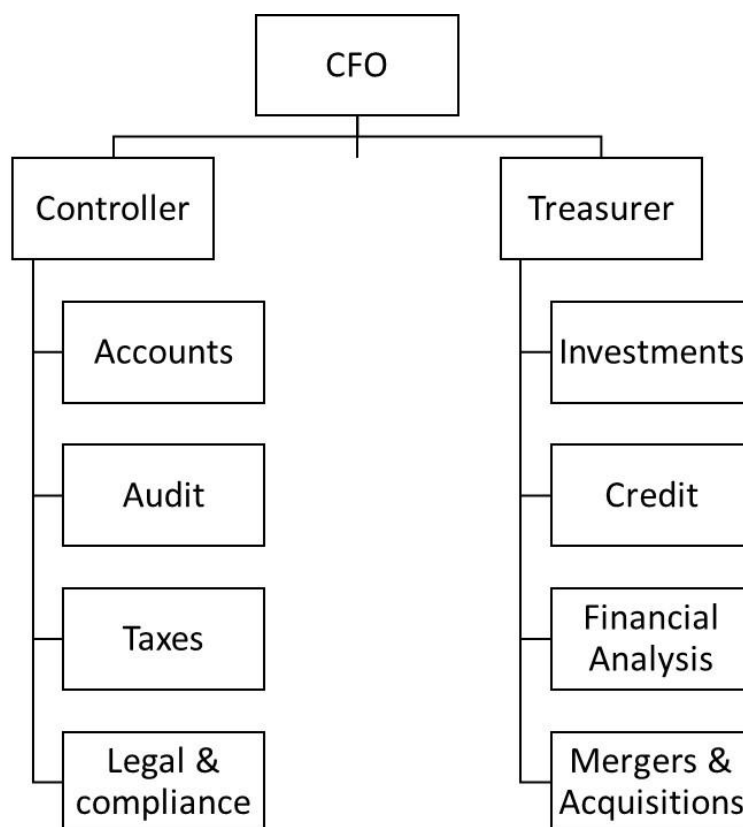 CFO
Controller
Treasurer
Accounts
Investments
Audit
Credit
Taxes
Financial
Analysis
Legal &
compliance
Mergers &
Acquisitions